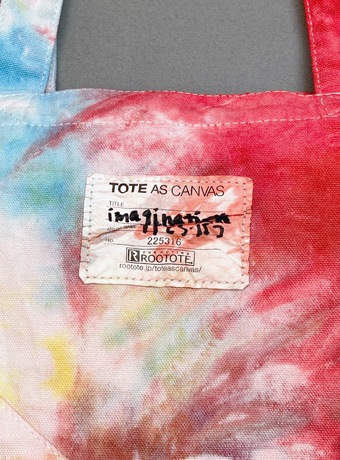 TOTE AS CANVAS
TITLE
imagination
No. 225316
ROOTOTE
rootote.jp/toteascanvas/